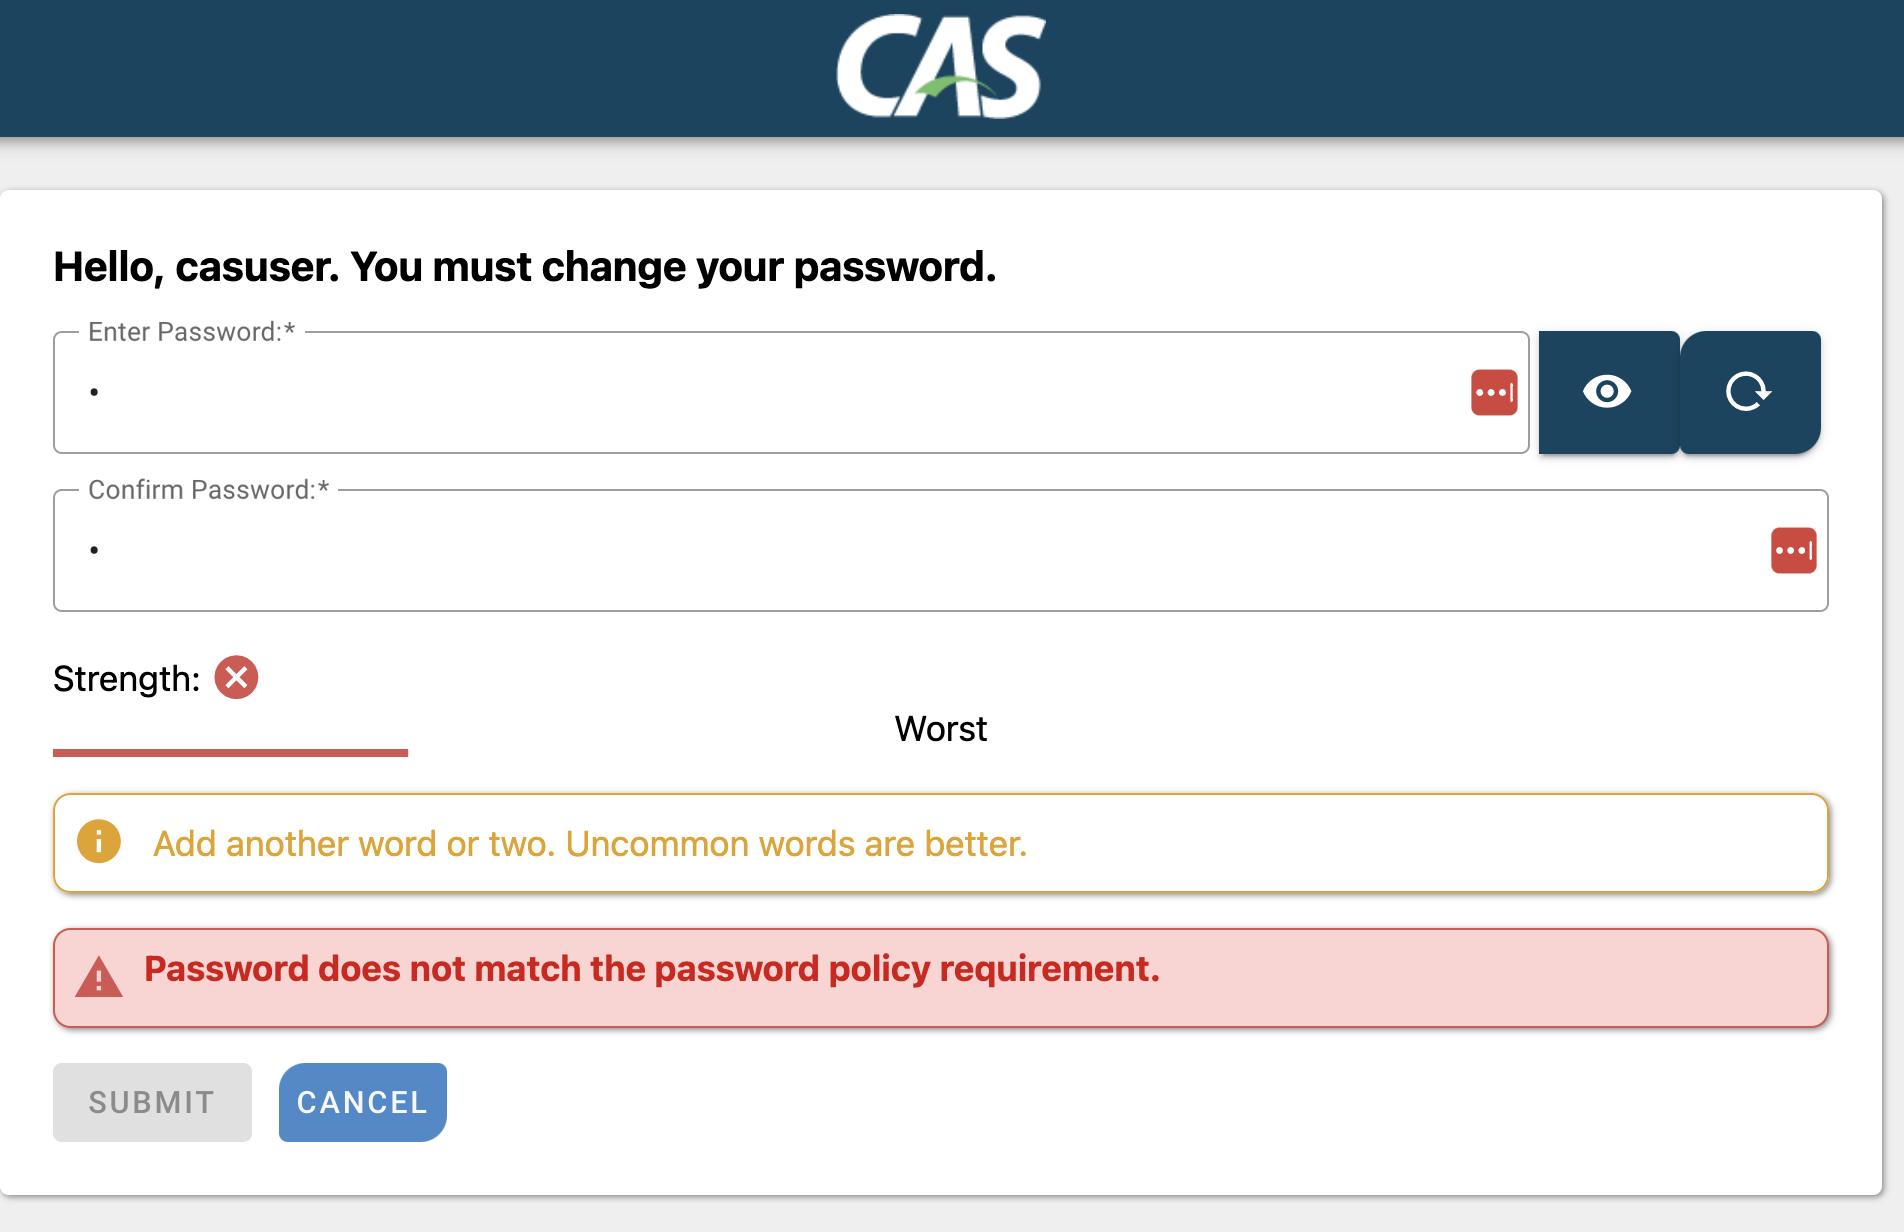 CAS
Hello, casuser. You must change your password.
Enter Password:*
Confirm Password:*
Strength:
Worst
Add another word or two. Uncommon words are better.
Password does not match the password policy requirement.
SUBMIT
CANCEL